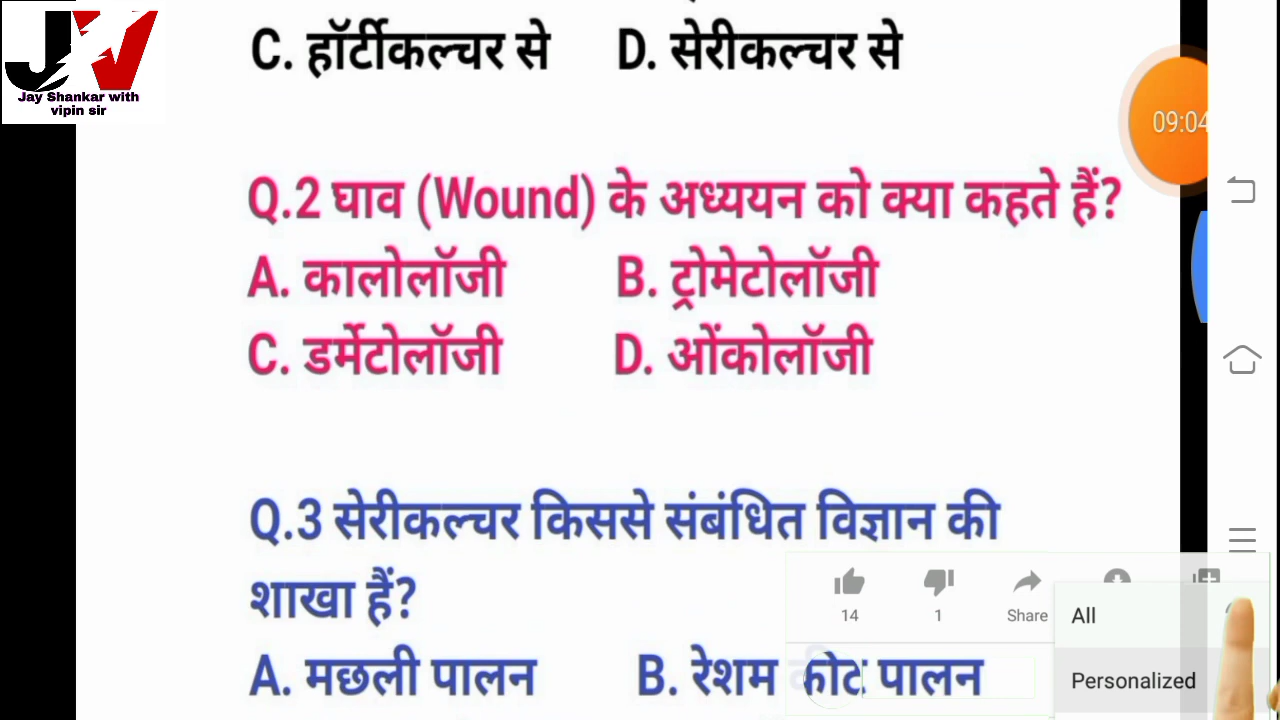 Jay Shankar with
vipin sir
C. हॉर्टीकल्चर से D. सेरीकल्चर से
09:04
Q.2 घाव (Wound) के अध्ययन को क्या कहते हैं?
A. कालोलॉजी B. ट्रोमेटोलॉजी
C. डर्मेटोलॉजी D. ओंकोलॉजी
Q.3 सेरीकल्चर किससे संबंधित विज्ञान की
शाखा हैं?
14 1 Share
All
A. मछली पालन B. रेशम कीट पालन
Personalized